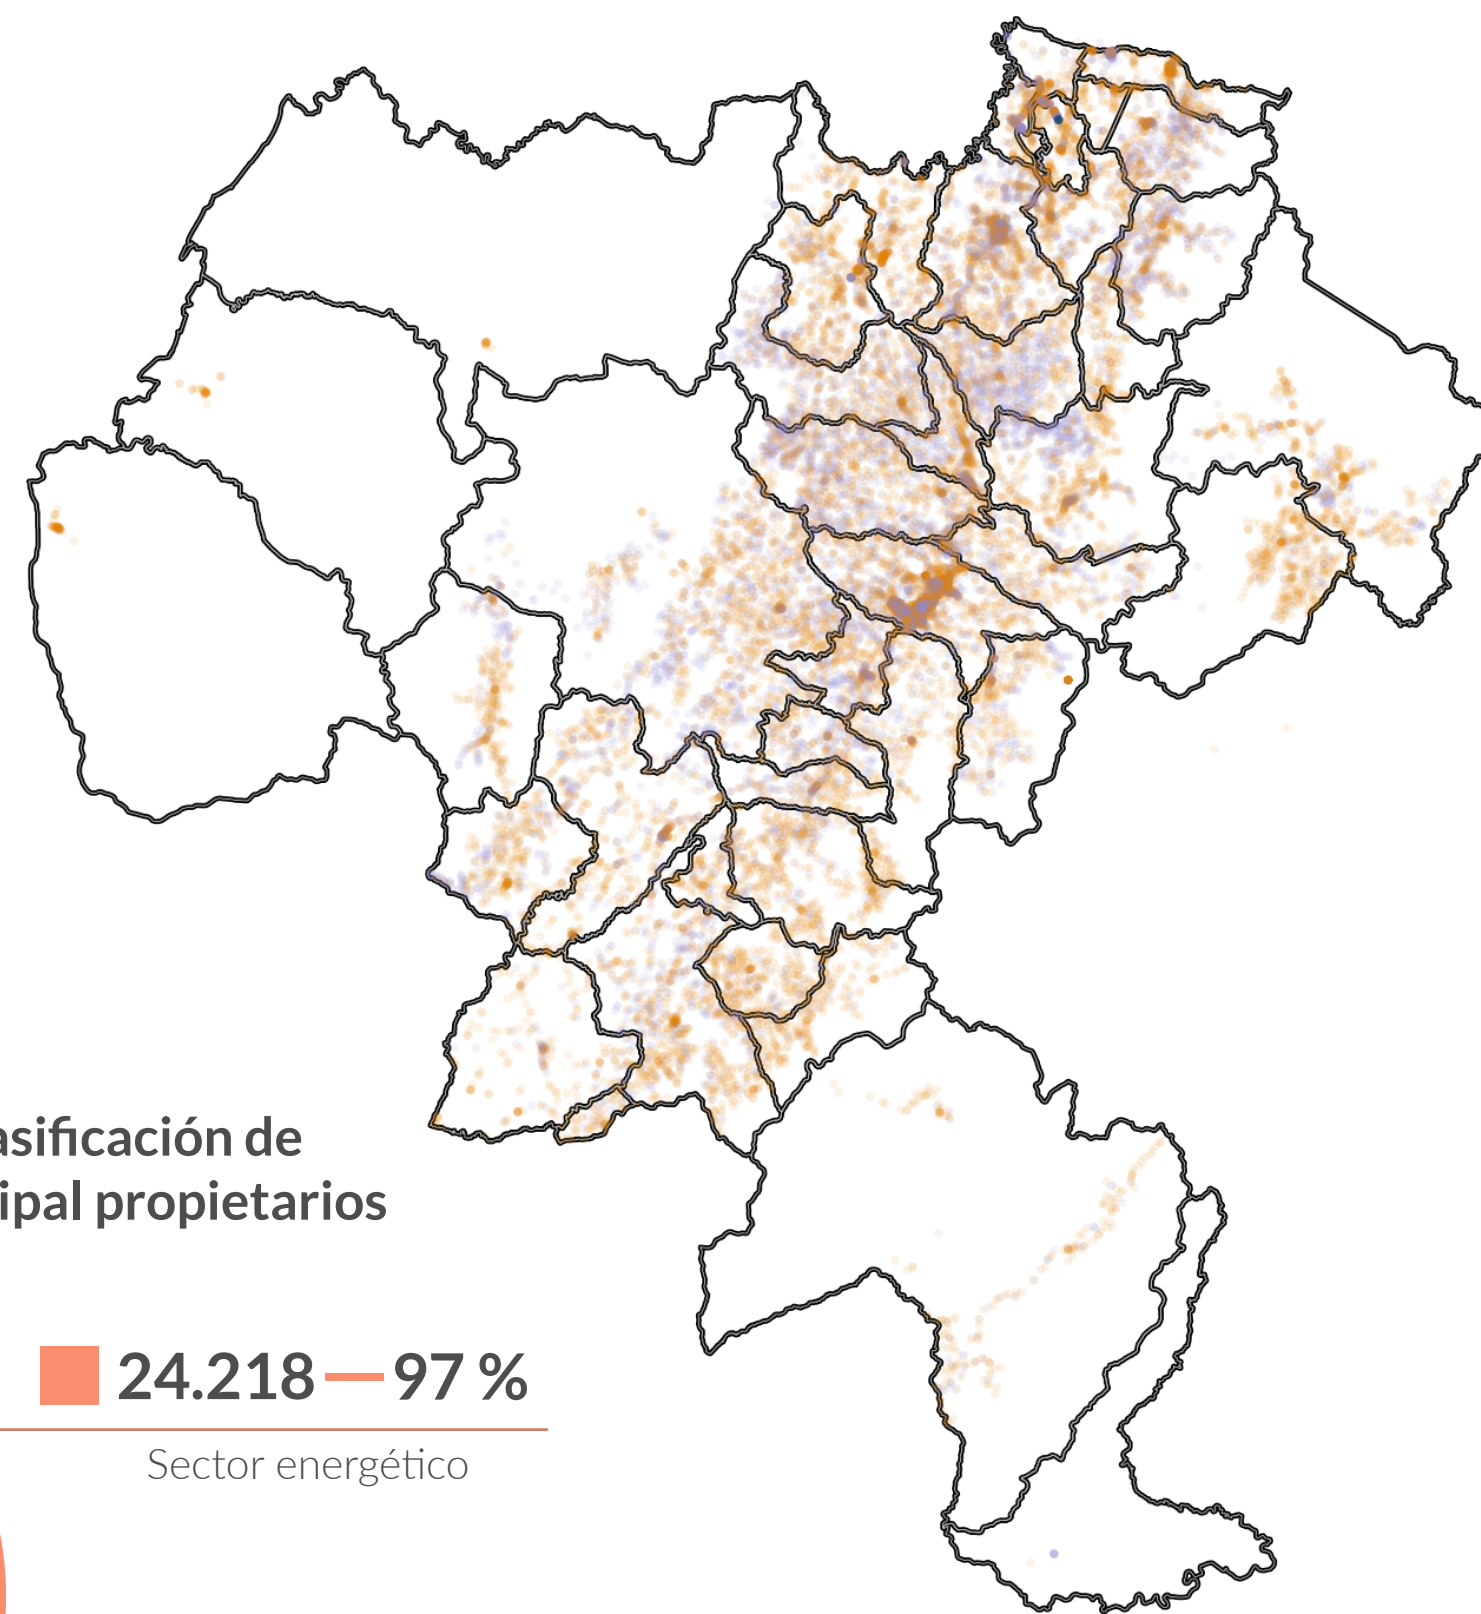 asificación de
ipal propietarios
24.218 — 97 %
Sector energético